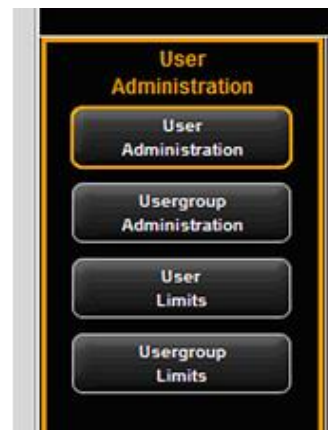 User
Administration
User
Administration
Usergroup
Administration
User
Limits
Usergroup
Limits